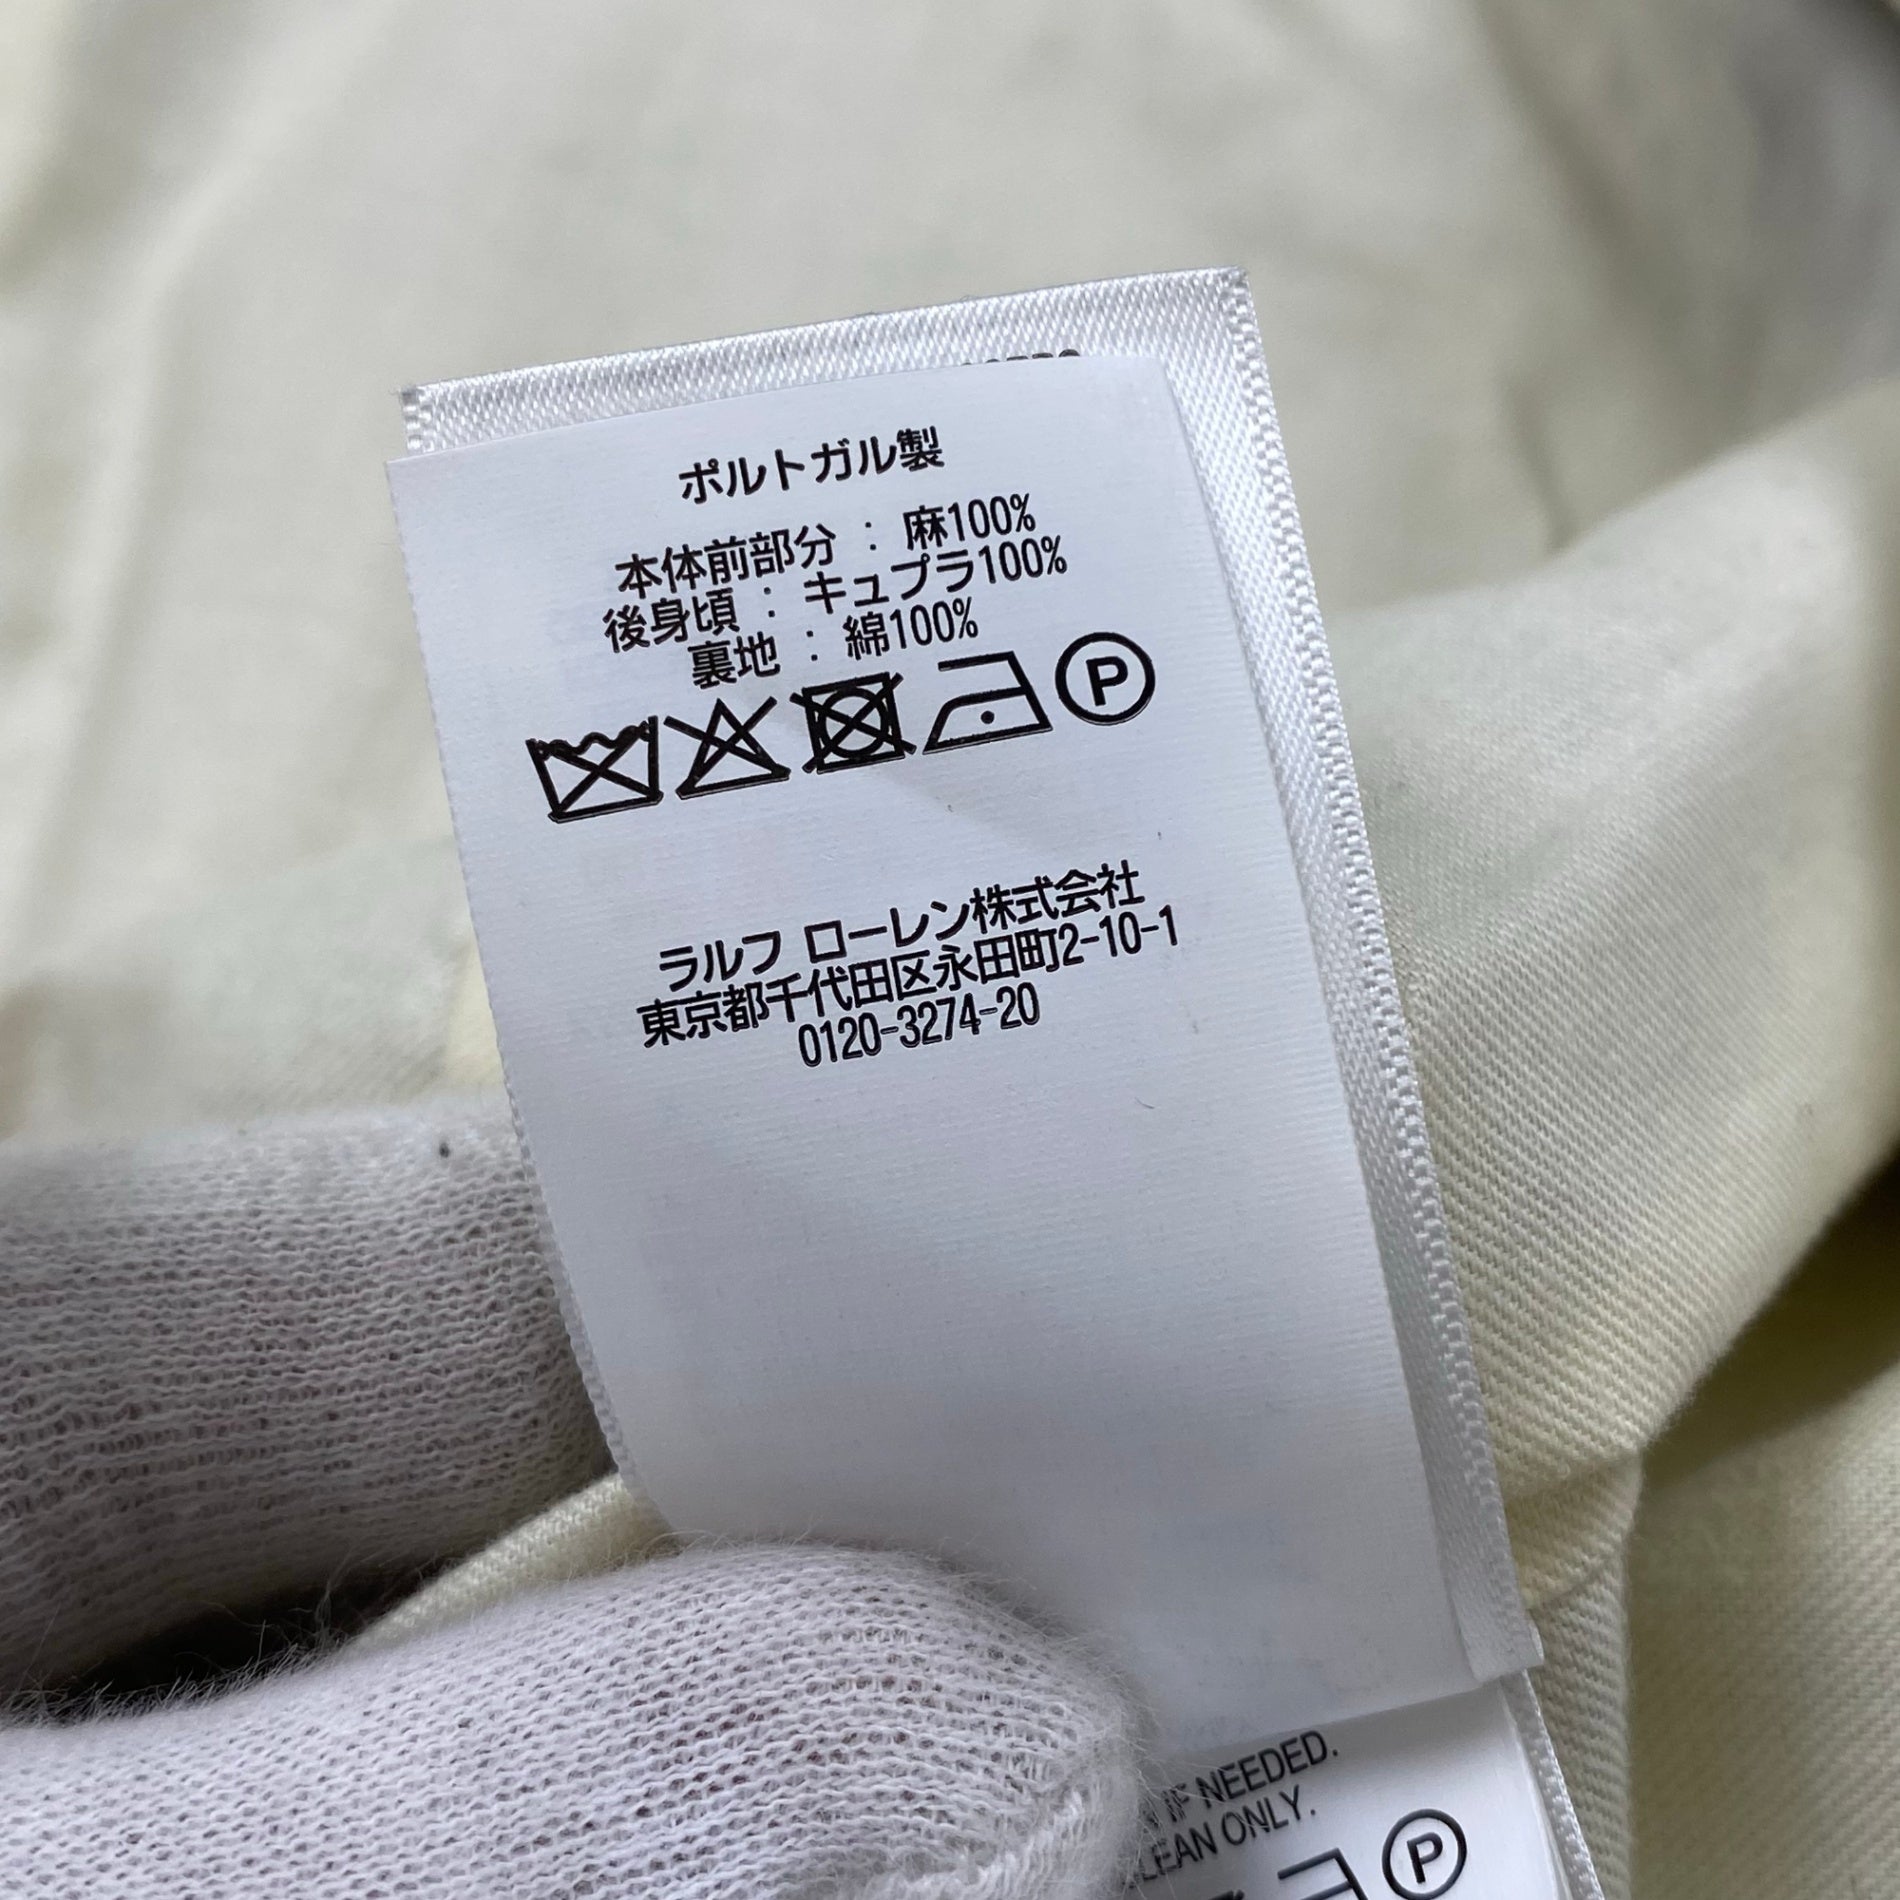 ポルトガル製
本体前部分 : 麻100%
後身頃 : キュプラ100%
裏地 : 綿100%
P
ラルフ ローレン株式会社
東京都千代田区永田町2-10-1
0120-3274-20
IF NEEDED.
ONLY.
P